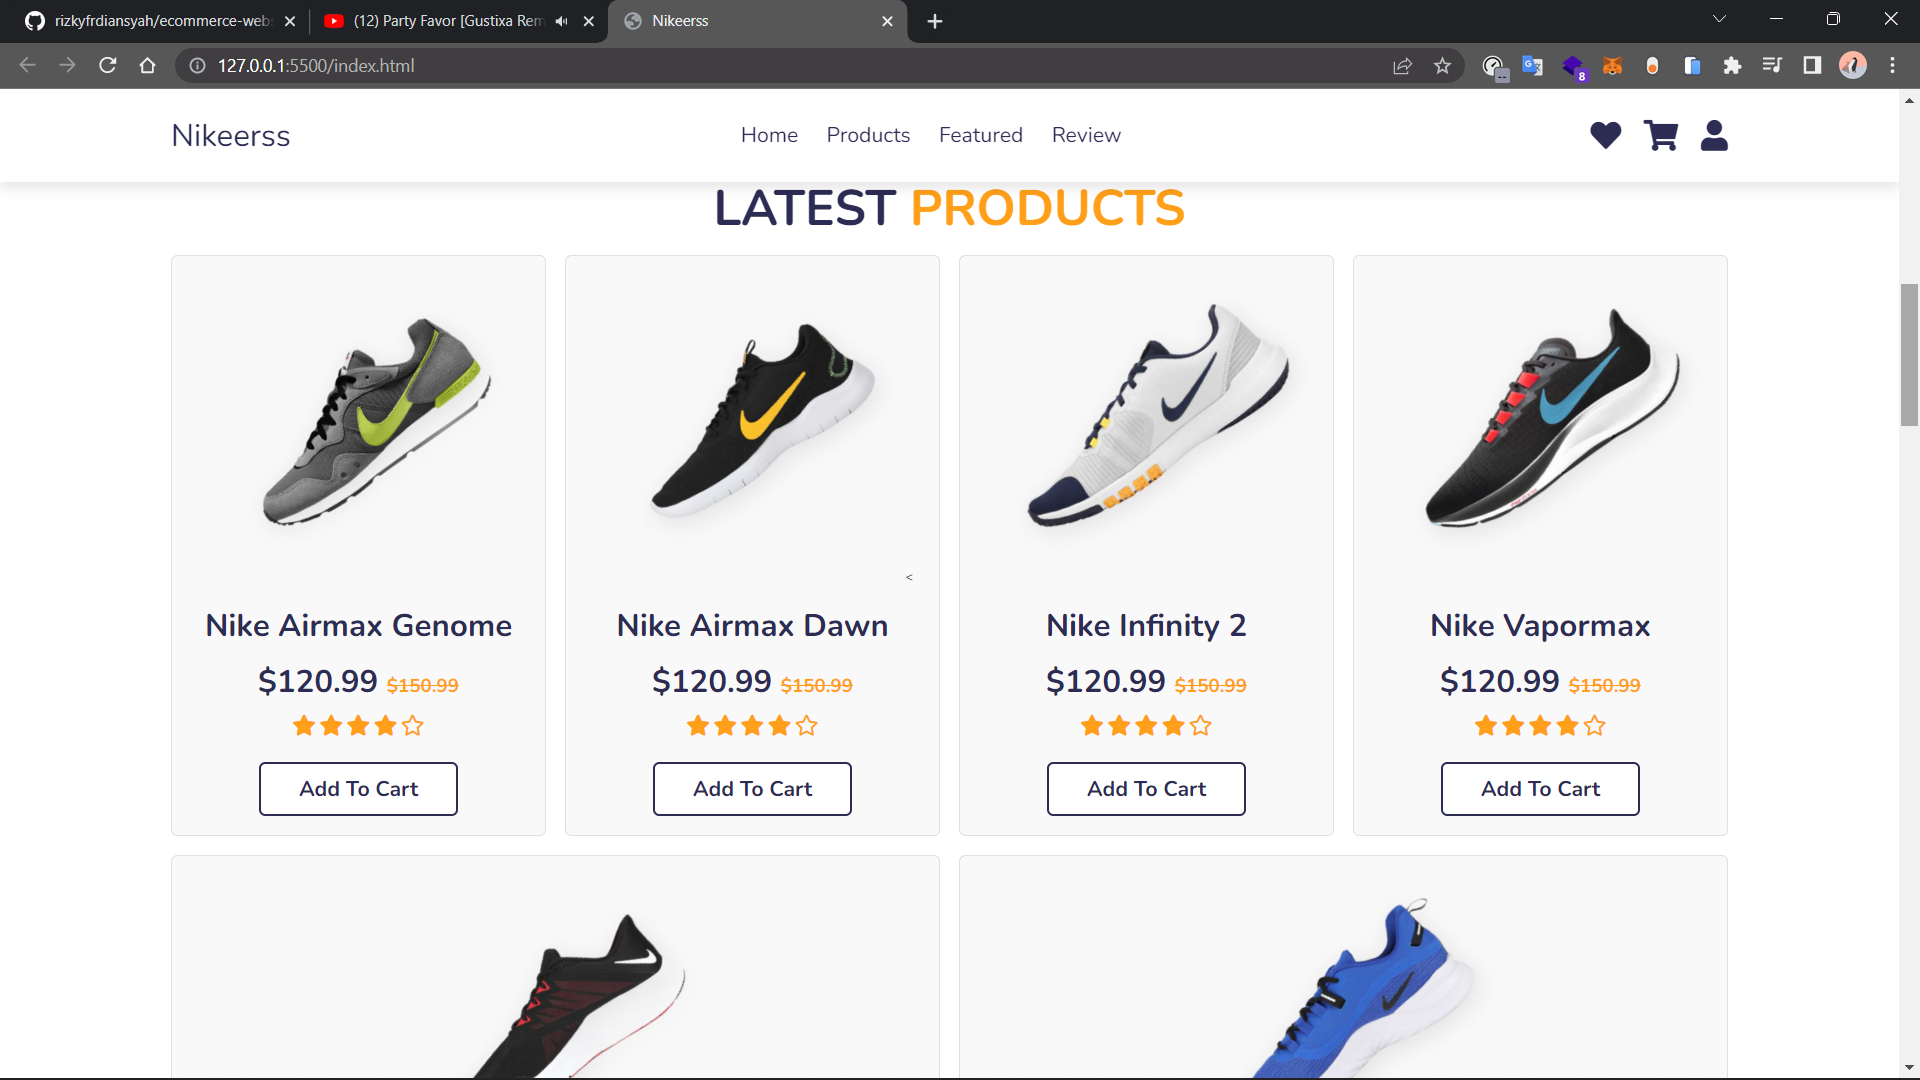 rizkyfrdiansyah/ecommerce-webs
(12) Party Favor [Gustixa Rem
Nikeerss
127.0.0.1:5500/index.html
8
Nikeerss
Home Products Featured Review
LATEST PRODUCTS
<
Nike Airmax Genome
$120.99 $150.99
Add To Cart
Nike Airmax Dawn
$120.99 $150.99
Add To Cart
Nike Infinity 2
$120.99 $150.99
Add To Cart
Nike Vapormax
$120.99 $150.99
Add To Cart